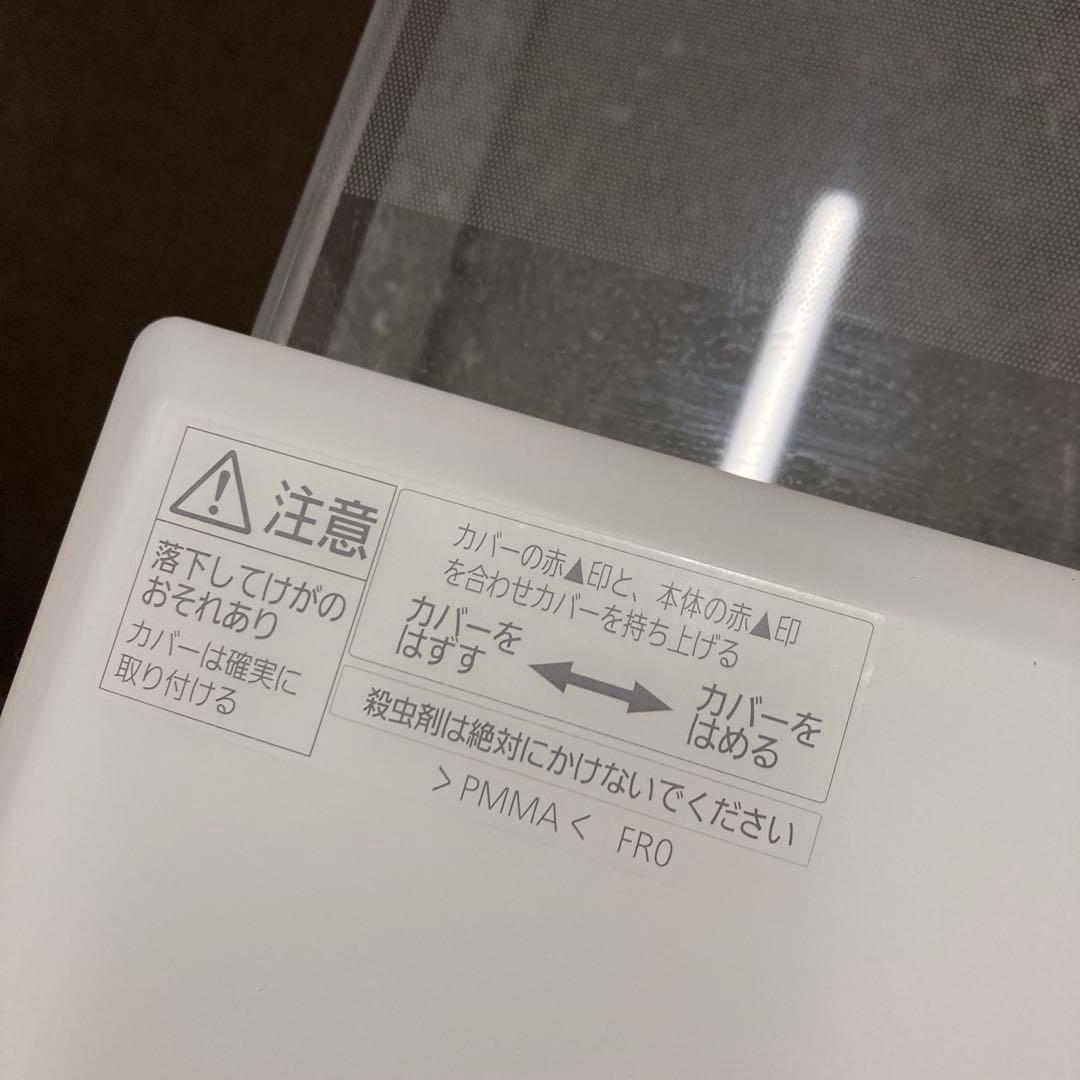 注意
落下してけがの
おそれあり
カバーは確実に
取り付ける
カバーの赤▲印と、本体の赤▲印
を合わせカバーを持ち上げる
カバーを
はずす
カバーを
はめる
殺虫剤は絶対にかけないでください
>PMMA< FR0